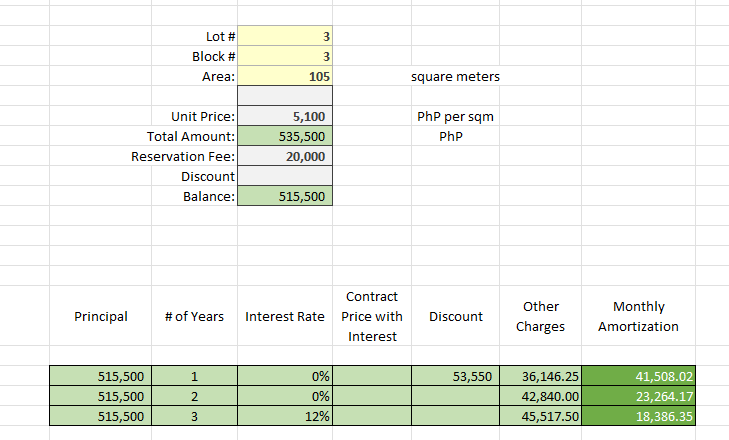 Lot # 3
Block # 3
Area: 105 square meters
Unit Price: 5,100 PhP per sqm
Total Amount: 535,500 PhP
Reservation Fee: 20,000
Discount
Balance: 515,500
Principal # of Years Interest Rate Contract Price with Interest Discount Other Charges Monthly Amortization
515,500 1 0% 53,550 36,146.25 41,508.02
515,500 2 0% 42,840.00 23,264.17
515,500 3 12% 45,517.50 18,386.35